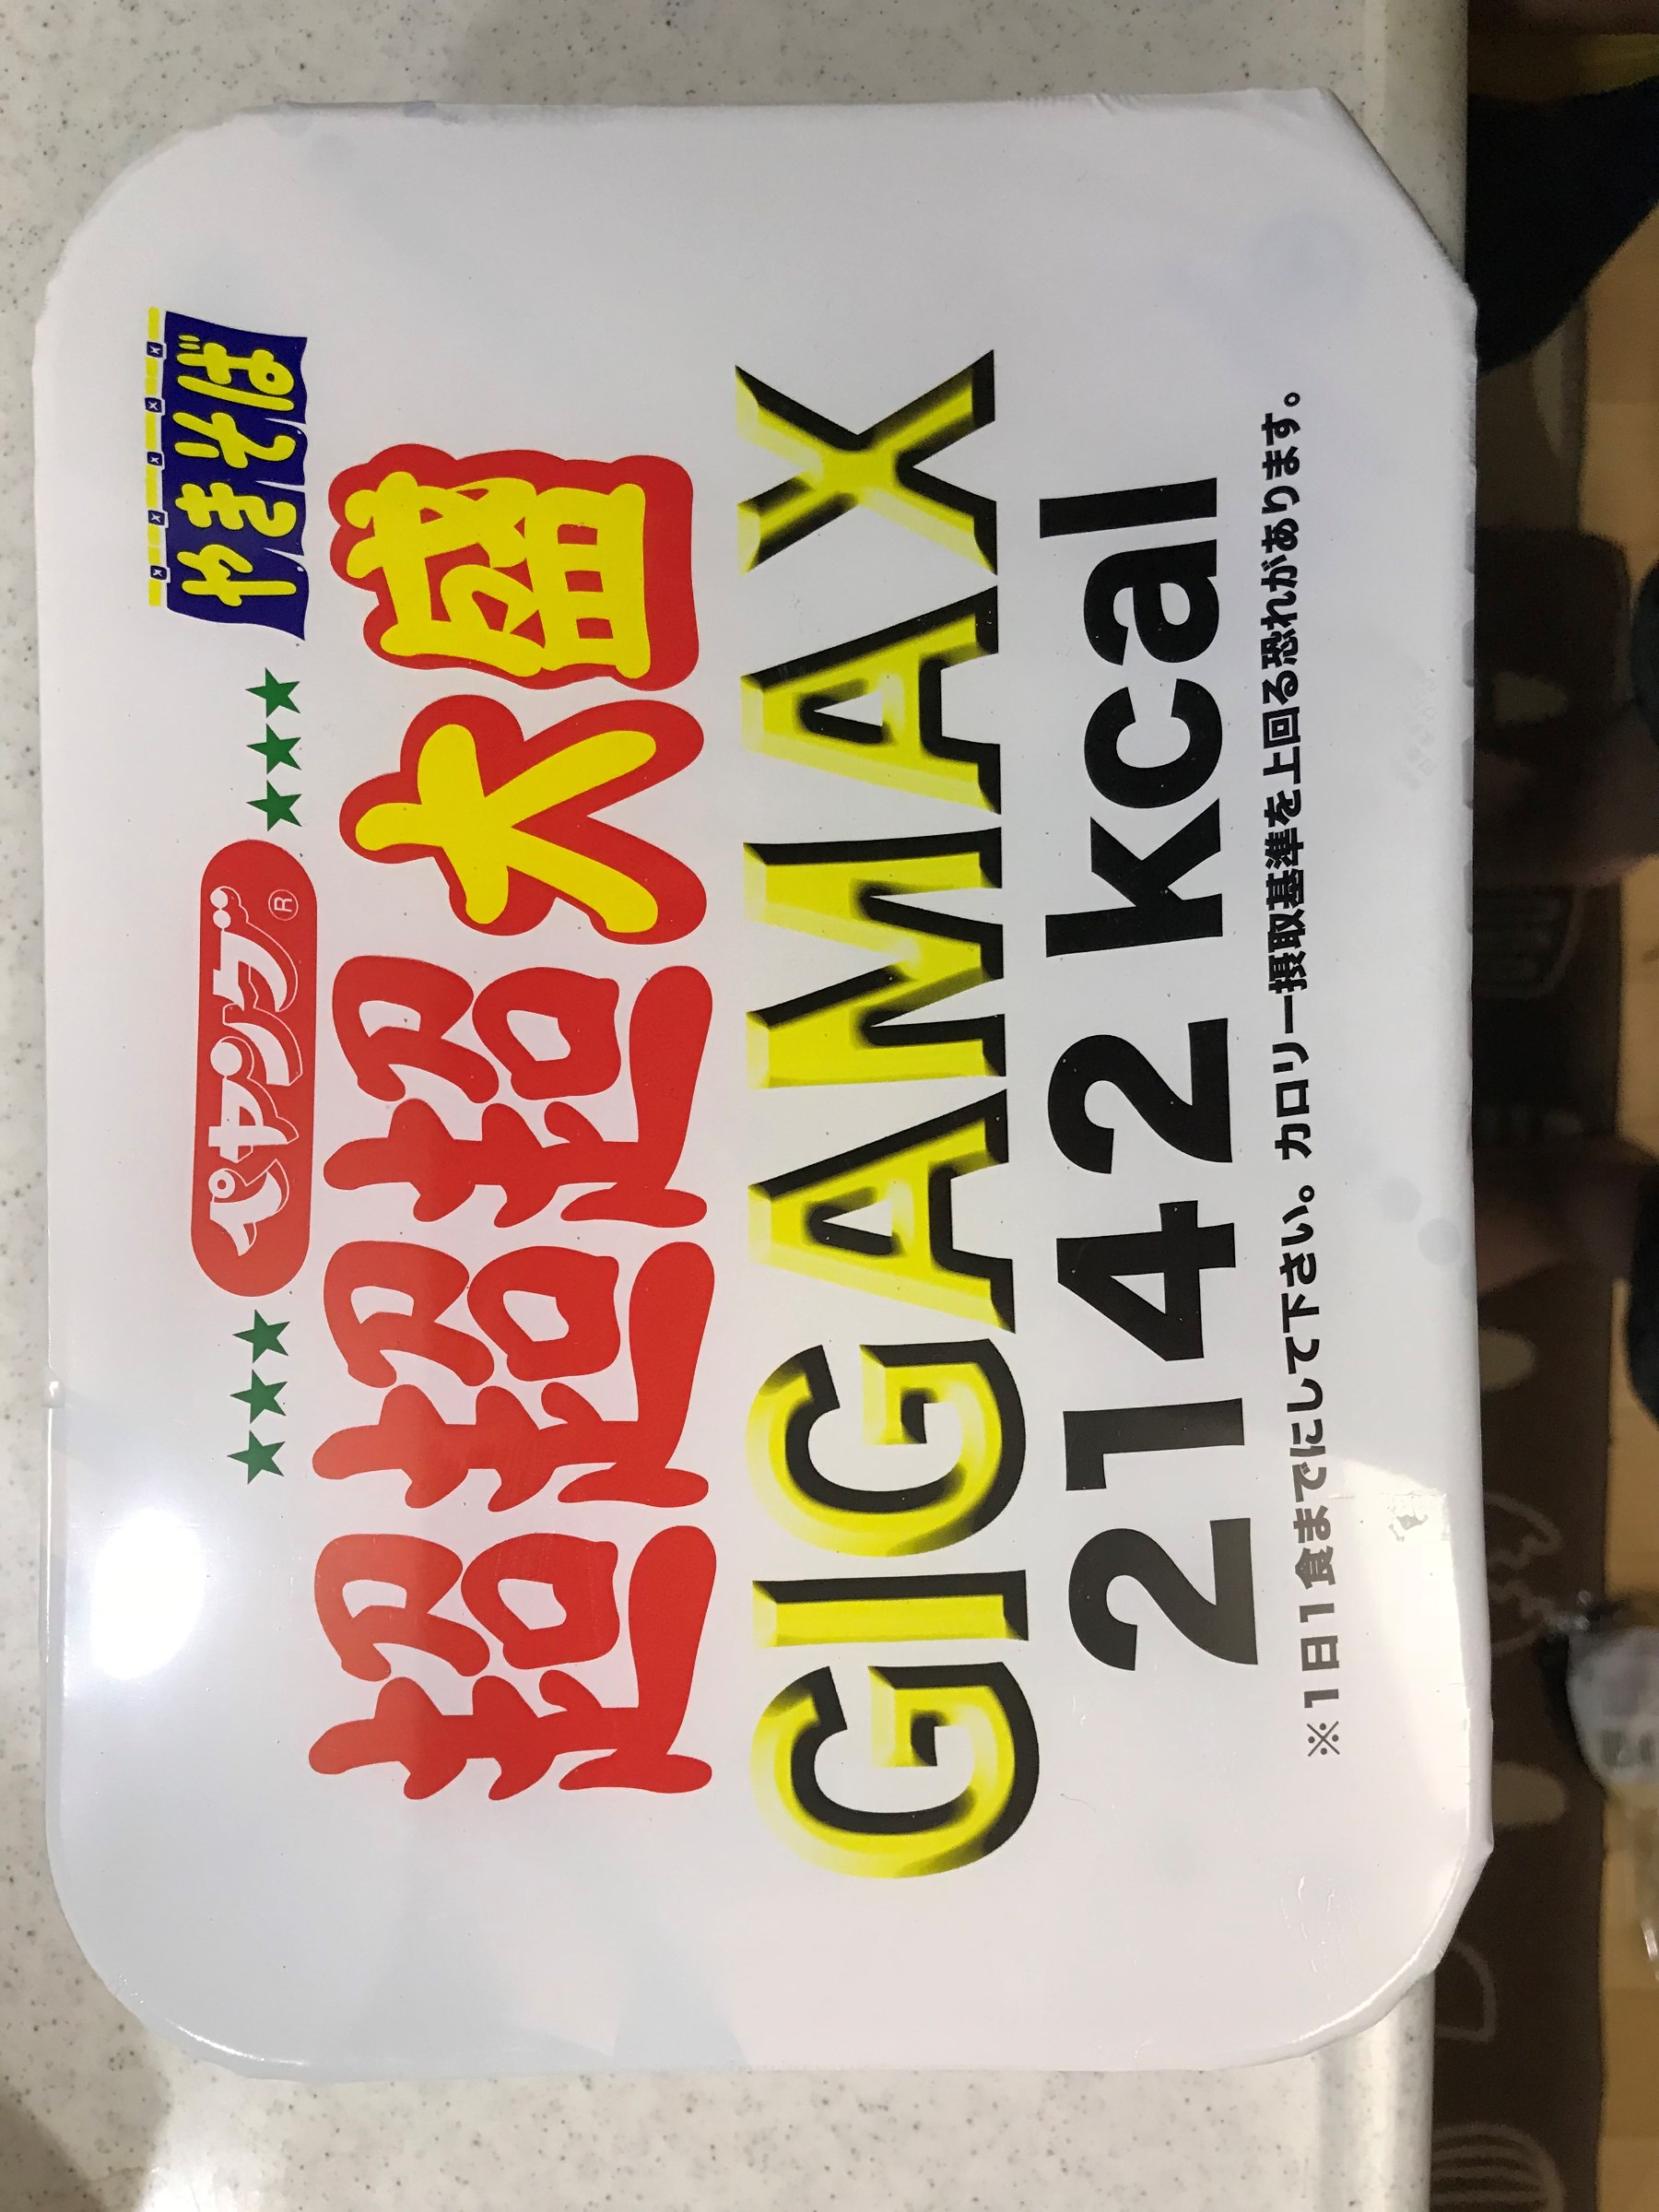 ペヤング® やきそば
超超超大盛
GIGAMAX
2142kcal
※1日1食までにして下さい。カロリー摂取基準を上回る恐れがあります。